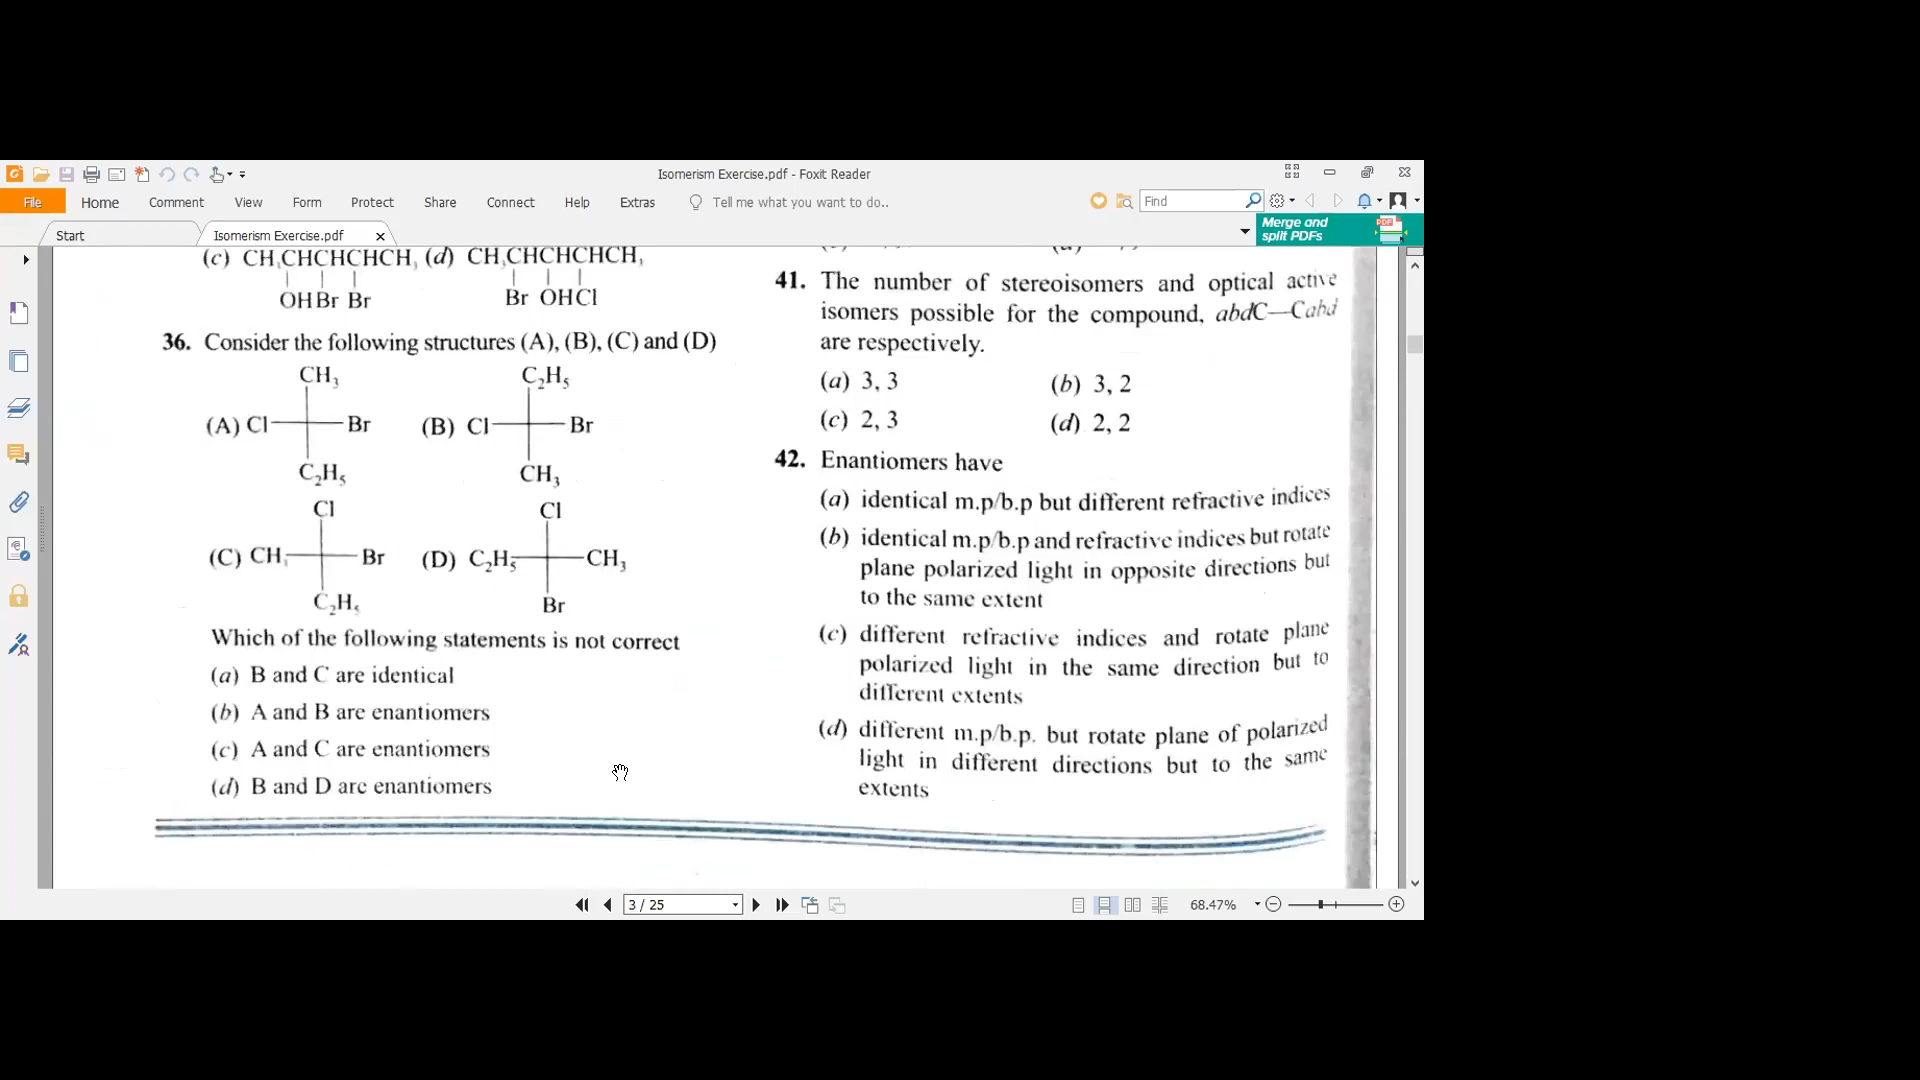 Isomerism Exercise.pdf - Foxit Reader
File Home Comment View Form Protect Share Connect Help Extras Tell me what you want to do.. Find
Start Isomerism Exercise.pdf
Merge and
split PDFs
(c) CH₃CHCHCHCH₃ (d) CH₃CHCHCHCH₃
OH Br Br Br OH Cl
36. Consider the following structures (A), (B), (C) and (D)
CH₃ C₂H₅
(A) Cl Br (B) Cl Br
C₂H₅ CH₃
Cl Cl
(C) CH₃ Br (D) C₂H₅ CH₃
C₂H₅ Br
Which of the following statements is not correct
(a) B and C are identical
(b) A and B are enantiomers
(c) A and C are enantiomers
(d) B and D are enantiomers
41. The number of stereoisomers and optical active
isomers possible for the compound, abdC—Cabd
are respectively.
(a) 3, 3 (b) 3, 2
(c) 2, 3 (d) 2, 2
42. Enantiomers have
(a) identical m.p/b.p but different refractive indices
(b) identical m.p/b.p and refractive indices but rotate
plane polarized light in opposite directions but
to the same extent
(c) different refractive indices and rotate plane
polarized light in the same direction but to
different extents
(d) different m.p/b.p. but rotate plane of polarized
light in different directions but to the same
extents
3 / 25
68.47%